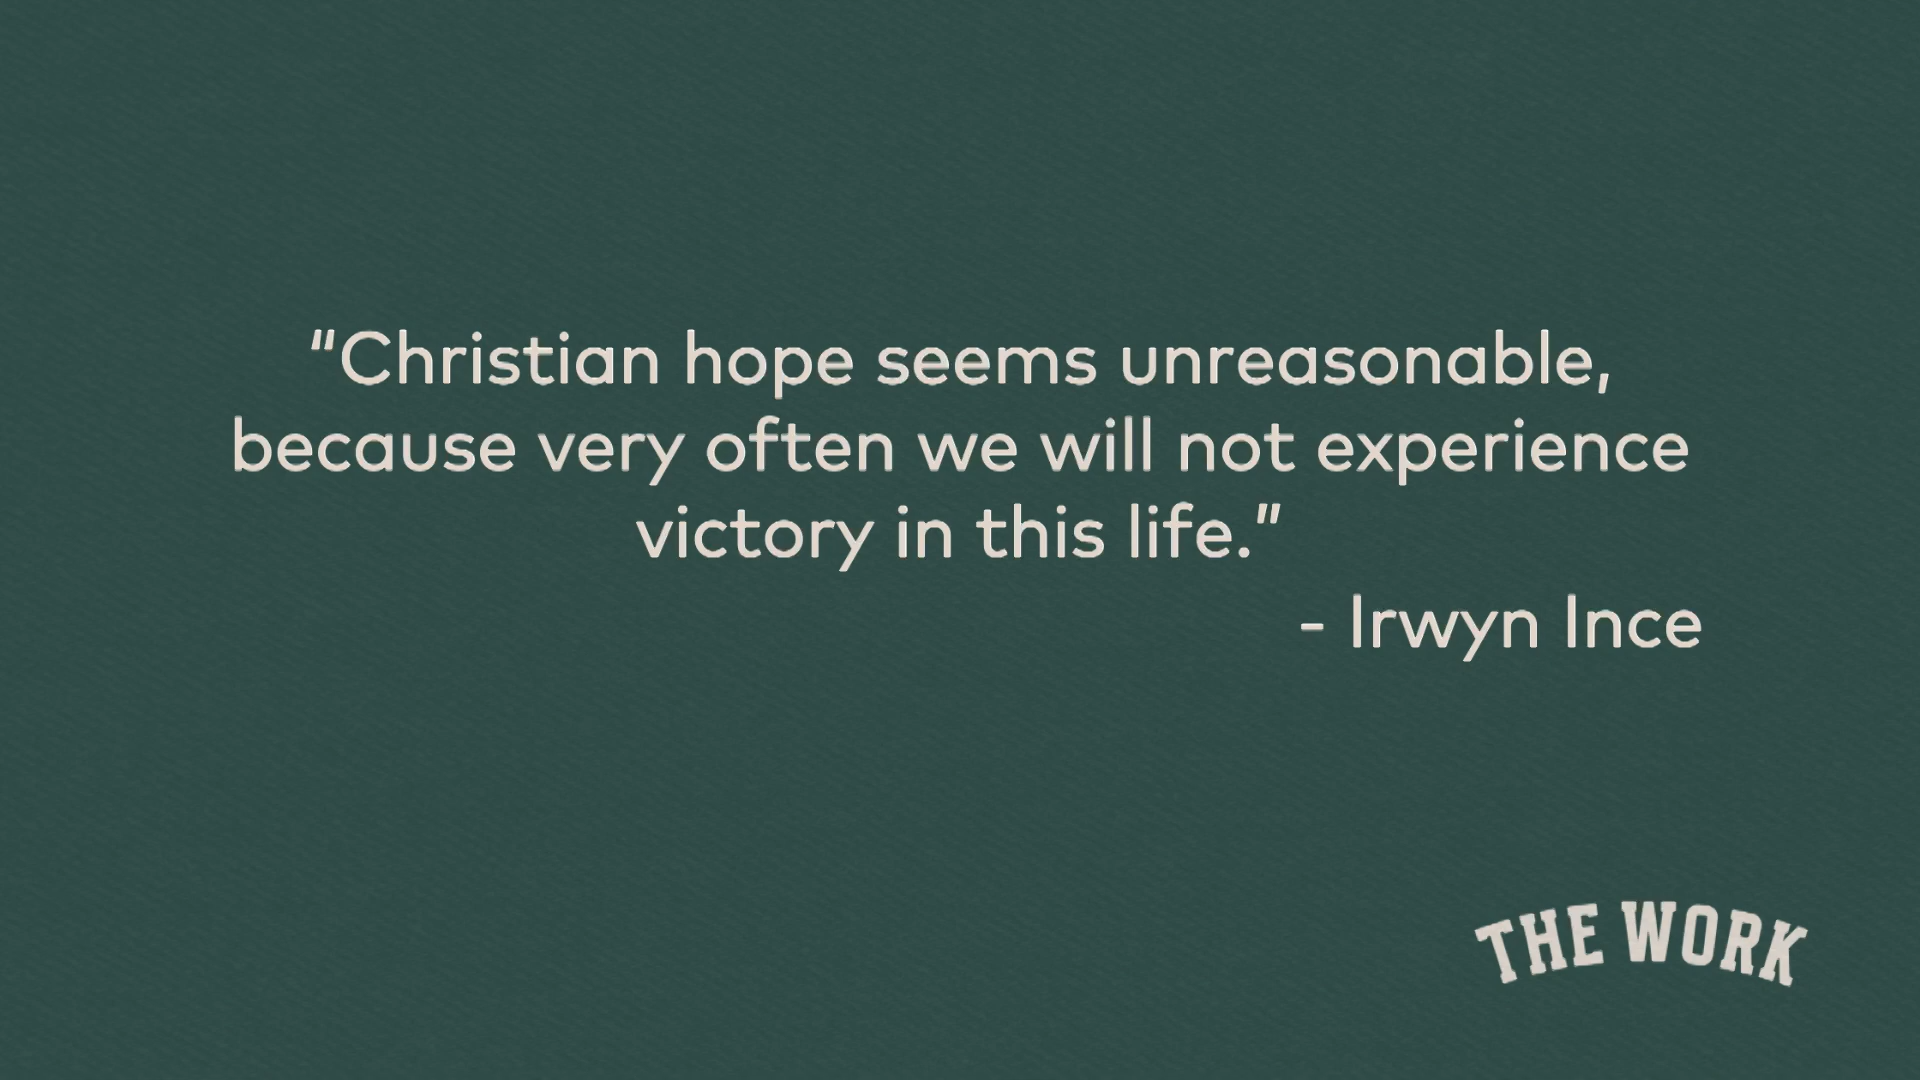 "Christian hope seems unreasonable,
because very often we will not experience
victory in this life."
- Irwyn Ince
THE WORK